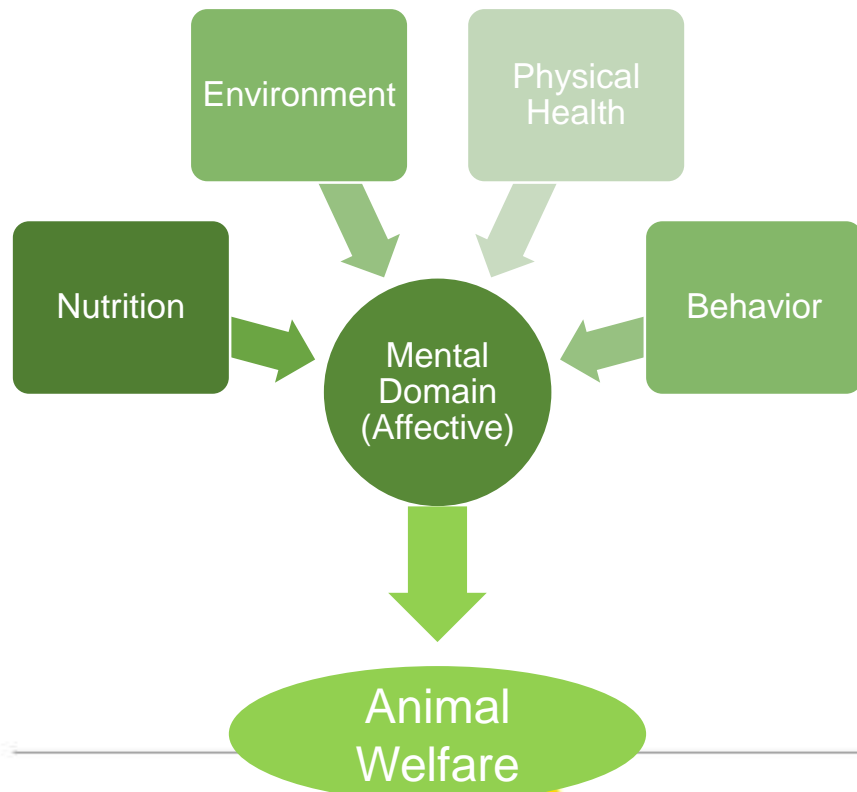 Environment
Physical
Health
Nutrition
Behavior
Mental
Domain
(Affective)
Animal
Welfare